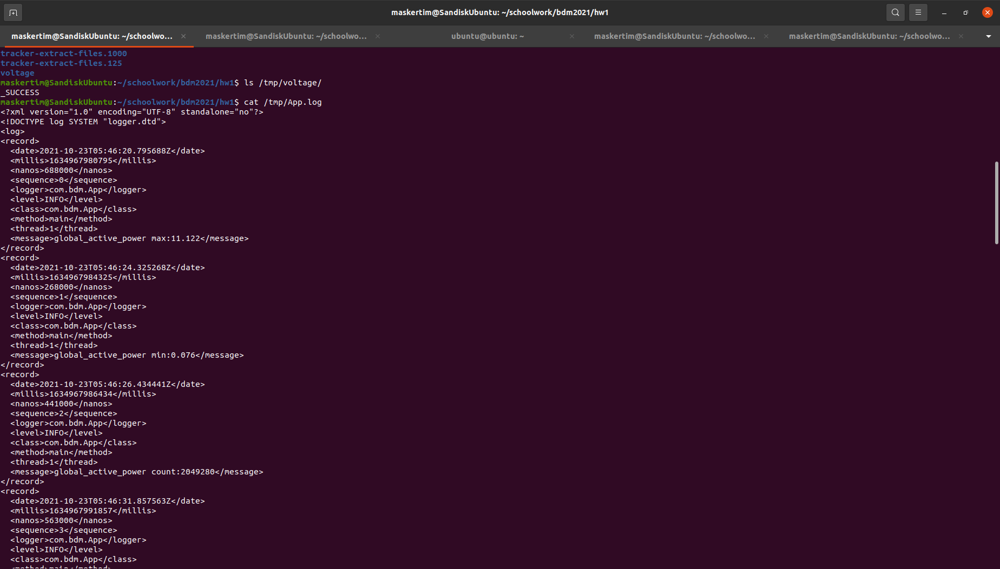 maskertim@SandiskUbuntu: ~/schoolwork/bdm2021/hw1
maskertim@SandiskUbuntu: ~/schoolwo... maskertim@SandiskUbuntu: ~/schoolwo... ubuntu@ubuntu: ~ maskertim@SandiskUbuntu: ~/schoolwo... maskertim@SandiskUbuntu: ~/schoolwo...
tracker-extract-files.1000
tracker-extract-files.125
voltage
maskertim@SandiskUbuntu:~/schoolwork/bdm2021/hw1$ ls /tmp/voltage/
_SUCCESS
maskertim@SandiskUbuntu:~/schoolwork/bdm2021/hw1$ cat /tmp/App.log
<?xml version="1.0" encoding="UTF-8" standalone="no"?>
<!DOCTYPE log SYSTEM "logger.dtd">
<log>
<record>
  <date>2021-10-23T05:46:20.795688Z</date>
  <millis>1634967980795</millis>
  <nanos>688000</nanos>
  <sequence>0</sequence>
  <logger>com.bdm.App</logger>
  <level>INFO</level>
  <class>com.bdm.App</class>
  <method>main</method>
  <thread>1</thread>
  <message>global_active_power max:11.122</message>
</record>
<record>
  <date>2021-10-23T05:46:24.325268Z</date>
  <millis>1634967984325</millis>
  <nanos>268000</nanos>
  <sequence>1</sequence>
  <logger>com.bdm.App</logger>
  <level>INFO</level>
  <class>com.bdm.App</class>
  <method>main</method>
  <thread>1</thread>
  <message>global_active_power min:0.076</message>
</record>
<record>
  <date>2021-10-23T05:46:26.434441Z</date>
  <millis>1634967986434</millis>
  <nanos>441000</nanos>
  <sequence>2</sequence>
  <logger>com.bdm.App</logger>
  <level>INFO</level>
  <class>com.bdm.App</class>
  <method>main</method>
  <thread>1</thread>
  <message>global_active_power count:2049280</message>
</record>
<record>
  <date>2021-10-23T05:46:31.857563Z</date>
  <millis>1634967991857</millis>
  <nanos>563000</nanos>
  <sequence>3</sequence>
  <logger>com.bdm.App</logger>
  <level>INFO</level>
  <class>com.bdm.App</class>
  <method>main</method>